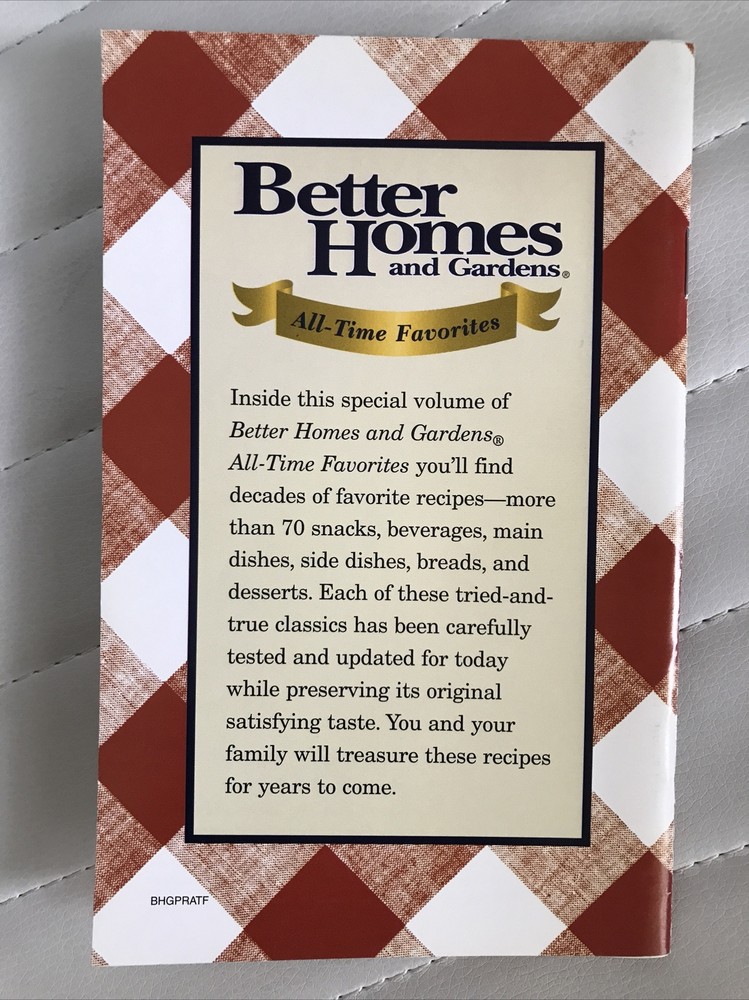 Better
Homes
and Gardens®
All-Time Favorites
Inside this special volume of
Better Homes and Gardens®
All-Time Favorites you'll find
decades of favorite recipes—more
than 70 snacks, beverages, main
dishes, side dishes, breads, and
desserts. Each of these tried-and-
true classics has been carefully
tested and updated for today
while preserving its original
satisfying taste. You and your
family will treasure these recipes
for years to come.
BHGPRATF